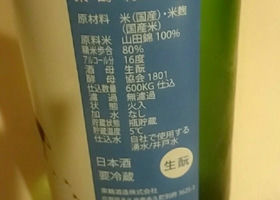 原材料 米(国産)・米麹
(国産米)
原料米 山田錦100%
精米歩合 80%
アルコール分 16度
酒母 生酛
酵母 協会1801
仕込数量 600KG仕込
濾過 無濾過
状態 火入
加水 なし
貯蔵状態 瓶貯蔵
貯蔵温度 5℃
仕込水 自社で使用する
湧水/井戸水
日本酒
要冷蔵
生酛